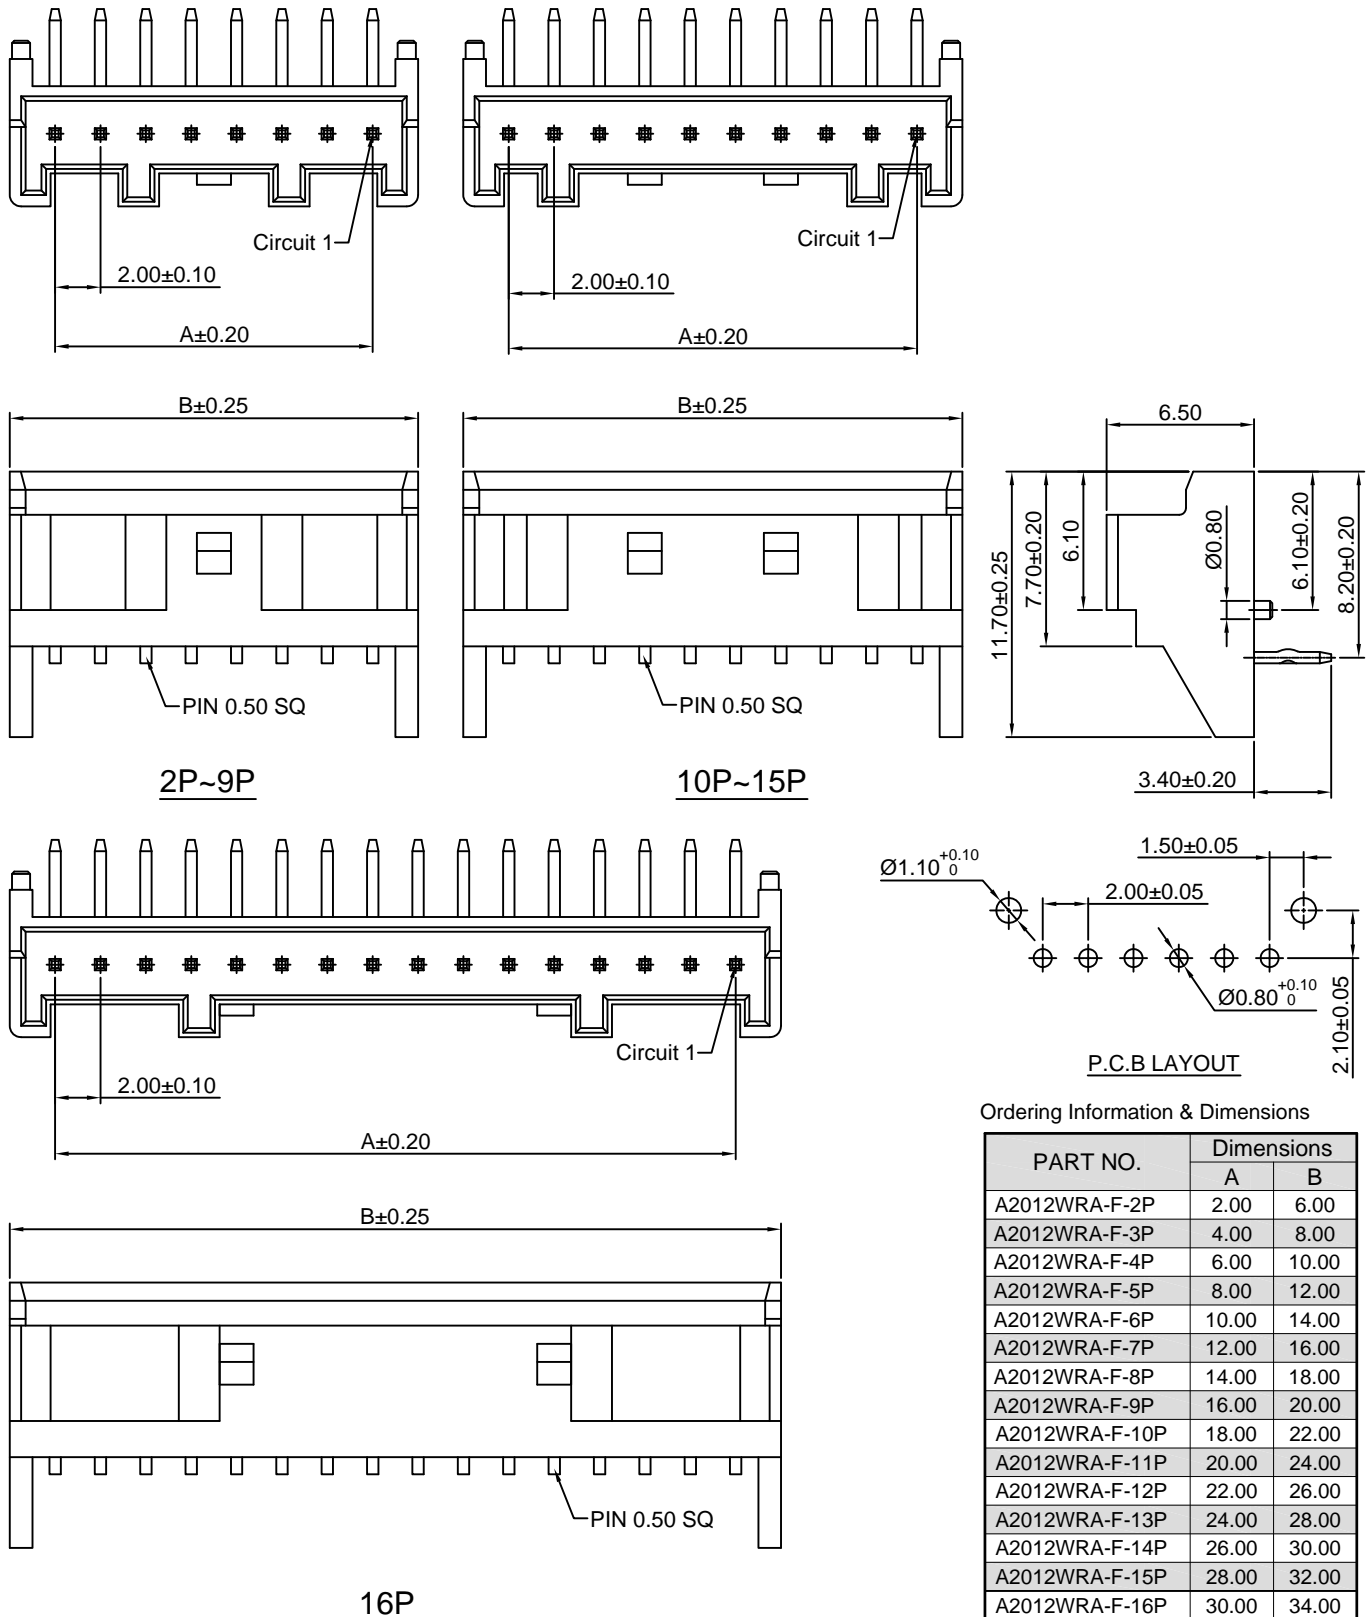 Circuit 1
2.00±0.10
A±0.20
Circuit 1
2.00±0.10
A±0.20
B±0.25
PIN 0.50 SQ
2P~9P
B±0.25
PIN 0.50 SQ
10P~15P
6.50
11.70±0.25
7.70±0.20
6.10
Ø0.80
6.10±0.20
8.20±0.20
3.40±0.20
Circuit 1
2.00±0.10
A±0.20
Ø1.10 +0.10 0
1.50±0.05
2.00±0.05
Ø0.80 +0.10 0
2.10±0.05
P.C.B LAYOUT
B±0.25
PIN 0.50 SQ
16P
Ordering Information & Dimensions
PART NO. Dimensions
A B
A2012WRA-F-2P 2.00 6.00
A2012WRA-F-3P 4.00 8.00
A2012WRA-F-4P 6.00 10.00
A2012WRA-F-5P 8.00 12.00
A2012WRA-F-6P 10.00 14.00
A2012WRA-F-7P 12.00 16.00
A2012WRA-F-8P 14.00 18.00
A2012WRA-F-9P 16.00 20.00
A2012WRA-F-10P 18.00 22.00
A2012WRA-F-11P 20.00 24.00
A2012WRA-F-12P 22.00 26.00
A2012WRA-F-13P 24.00 28.00
A2012WRA-F-14P 26.00 30.00
A2012WRA-F-15P 28.00 32.00
A2012WRA-F-16P 30.00 34.00